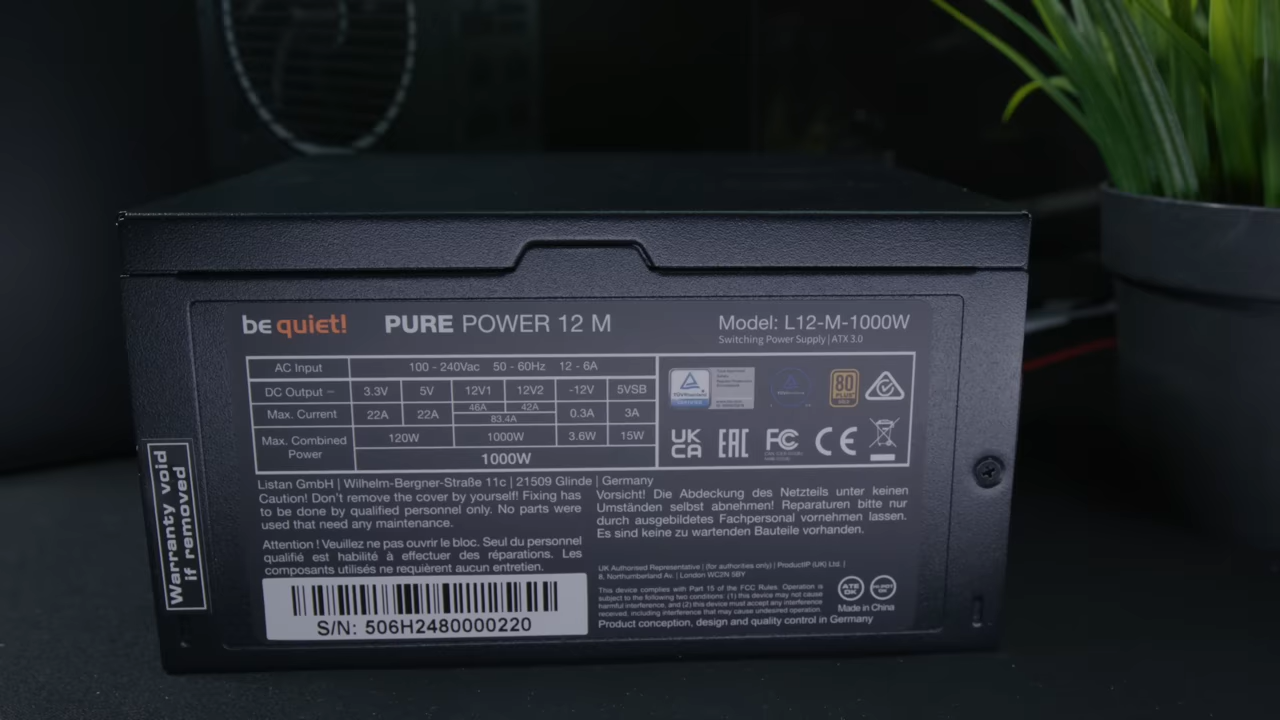 be quiet! PURE POWER 12 M
Model: L12-M-1000W
Switching Power Supply | ATX 3.0
AC Input 100 - 240Vac 50 - 60Hz 12 - 6A
DC Output 3.3V 5V 12V1 12V2 -12V 5VSB
Max. Current 22A 22A 46A 42A 0.3A 3A
83.4A
Max. Combined Power 120W 1000W 3.6W 15W
1000W
80 PLUS
UK CA EAC FC CE
Warranty void
if removed
Listan GmbH | Wilhelm-Bergner-Straße 11c | 21509 Glinde | Germany
Caution! Don't remove the cover by yourself! Fixing has
to be done by qualified personnel only. No parts were
used that need any maintenance.
Attention ! Veuillez ne pas ouvrir le bloc. Seul du personnel
qualifié est habilité à effectuer des réparations. Les
composants utilisés ne requièrent aucun entretien.
S/N: 506H2480000220
Vorsicht! Die Abdeckung des Netzteils unter keinen
Umständen selbst abnehmen! Reparaturen bitte nur
durch ausgebildetes Fachpersonal vornehmen lassen.
Es sind keine zu wartenden Bauteile vorhanden.
UK Authorised Representative | (for authorities only) | ProductIP (UK) Ltd. |
8, Northumberland Av. | London WC2N 5BY
This device complies with Part 15 of the FCC Rules. Operation is
subject to the following two conditions: (1) this device may not cause
harmful interference, and (2) this device must accept any interference
received, including interference that may cause undesired operation.
Product conception, design and quality control in Germany
ATE OK
HI-POT OK
Made in China